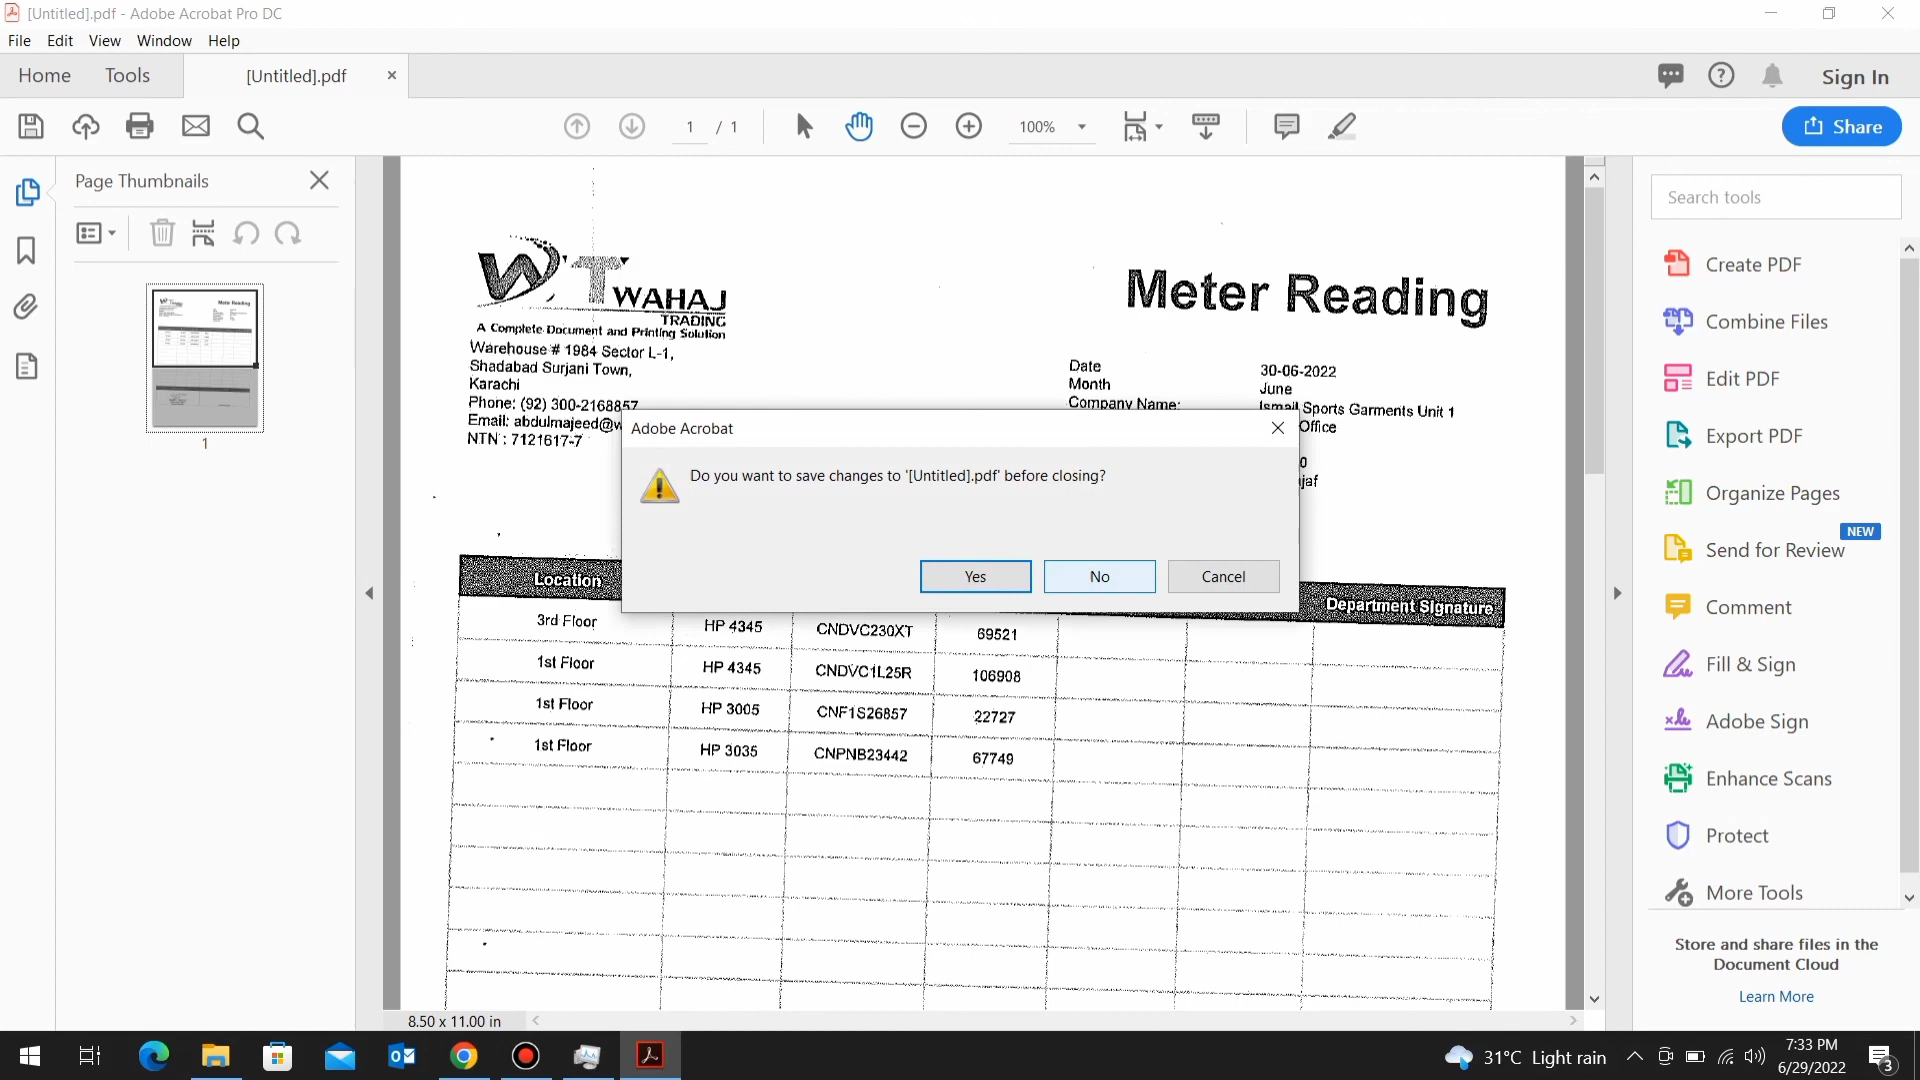 [Untitled].pdf - Adobe Acrobat Pro DC
File Edit View Window Help
Home Tools [Untitled].pdf Sign In
1 / 1 100% Share
Page Thumbnails
1
WT WAHAJ
TRADING
A Complete Document and Printing Solution
Warehouse # 1984 Sector L-1,
Shadabad Surjani Town,
Karachi
Phone: (92) 300-2168857
Email: abdulmajeed@w
NTN : 7121617-7
Meter Reading
Date 30-06-2022
Month June
Company Name: Ismail Sports Garments Unit 1
Office
0
jaf
Adobe Acrobat
Do you want to save changes to '[Untitled].pdf' before closing?
Yes No Cancel
Location Department Signature
3rd Floor HP 4345 CNDVC230XT 69521
1st Floor HP 4345 CNDVC1L25R 106908
1st Floor HP 3005 CNF1S26857 22727
1st Floor HP 3035 CNPNB23442 67749
8.50 x 11.00 in
Search tools
Create PDF
Combine Files
Edit PDF
Export PDF
Organize Pages
NEW
Send for Review
Comment
Fill & Sign
Adobe Sign
Enhance Scans
Protect
More Tools
Store and share files in the
Document Cloud
Learn More
31°C Light rain
7:33 PM
6/29/2022
3